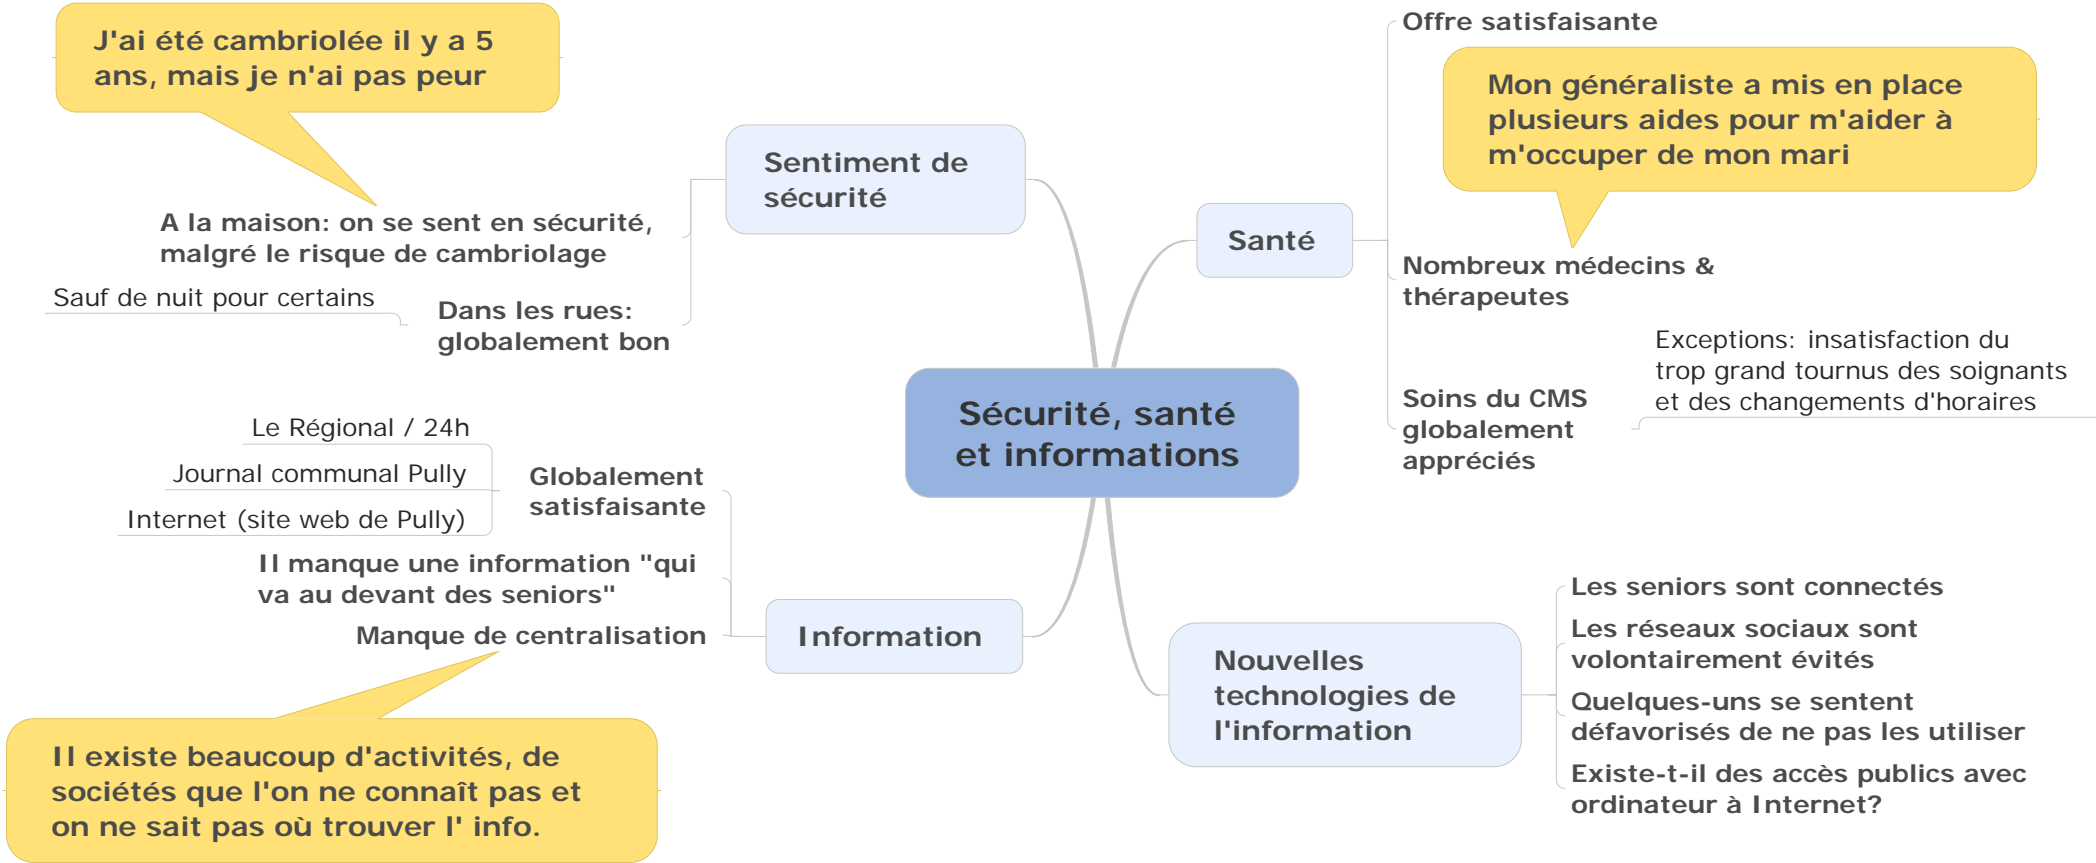 J'ai été cambriolée il y a 5
ans, mais je n'ai pas peur
Sentiment de
sécurité
A la maison: on se sent en sécurité,
malgré le risque de cambriolage
Sauf de nuit pour certains
Dans les rues:
globalement bon
Offre satisfaisante
Mon généraliste a mis en place
plusieurs aides pour m'aider à
m'occuper de mon mari
Santé
Nombreux médecins &
thérapeutes
Exceptions: insatisfaction du
trop grand tournus des soignants
et des changements d'horaires
Soins du CMS
globalement
appréciés
Sécurité, santé
et informations
Le Régional / 24h
Journal communal Pully
Internet (site web de Pully)
Globalement
satisfaisante
Il manque une information "qui
va au devant des seniors"
Manque de centralisation
Information
Il existe beaucoup d'activités, de
sociétés que l'on ne connaît pas et
on ne sait pas où trouver l' info.
Nouvelles
technologies de
l'information
Les seniors sont connectés
Les réseaux sociaux sont
volontairement évités
Quelques-uns se sentent
défavorisés de ne pas les utiliser
Existe-t-il des accès publics avec
ordinateur à Internet?